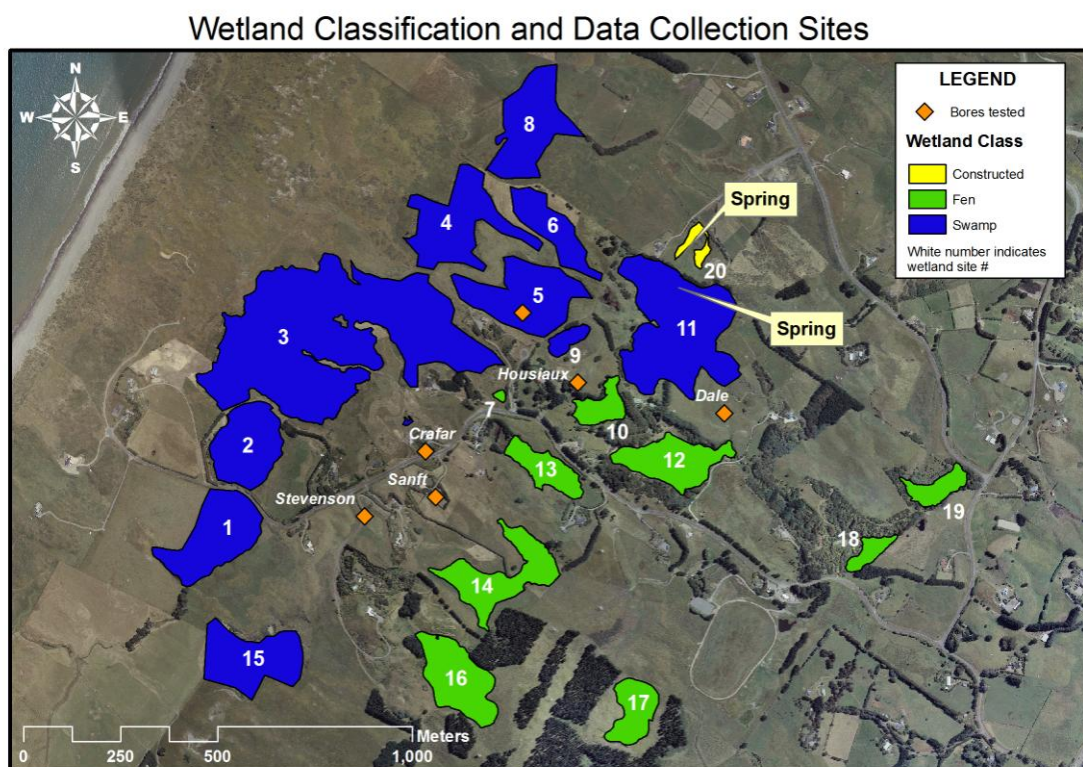 Wetland Classification and Data Collection Sites
N
W E
S
LEGEND
Bores tested
Wetland Class
Constructed
Fen
Swamp
White number indicates
wetland site #
8
Spring
4
6
20
5
11
Spring
3
9
Housiaux
Dale
7
10
2
Crafar
13
12
Sanft
Stevenson
19
1
18
14
15
16
17
Meters
0 250 500 1,000